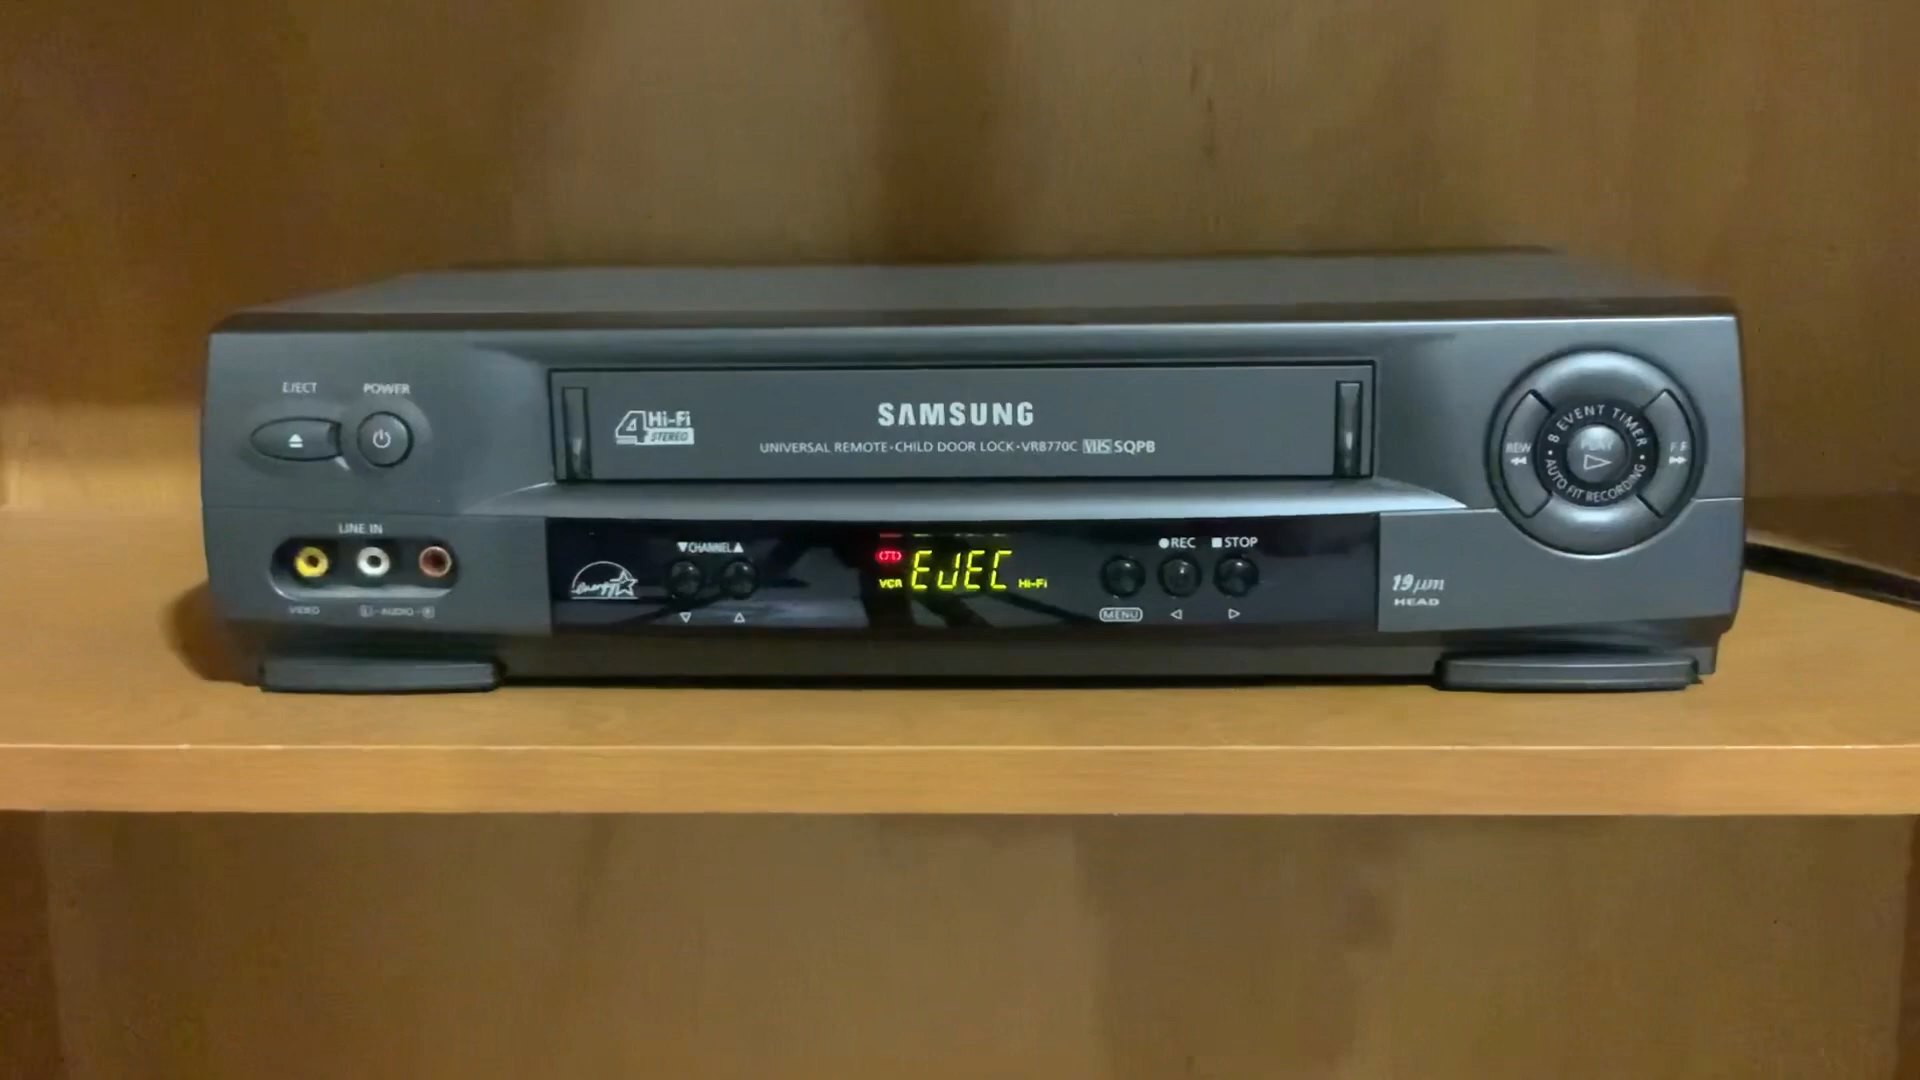 EJECT POWER
4 Hi-Fi
STEREO
SAMSUNG
UNIVERSAL REMOTE•CHILD DOOR LOCK•VR8770C VHS SQPB
8 EVENT TIMER
REW
PLAY
F.F
AUTO FIT RECORDING
LINE IN
▼CHANNEL▲
VCR EJEC Hi-Fi
●REC ■STOP
energy
19μm
HEAD
VIDEO L-AUDIO-R
MENU